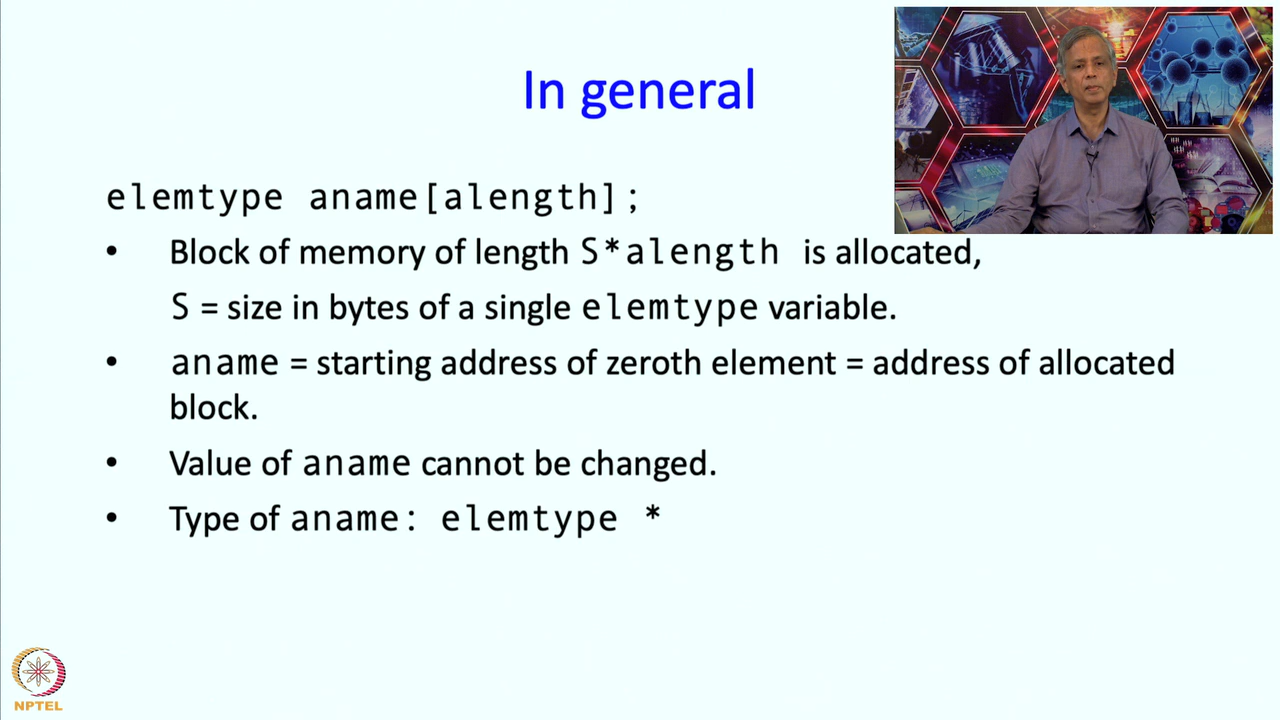 In general
elemtype aname[alength];
• Block of memory of length S*alength is allocated,
S = size in bytes of a single elemtype variable.
• aname = starting address of zeroth element = address of allocated
block.
• Value of aname cannot be changed.
• Type of aname: elemtype *
NPTEL